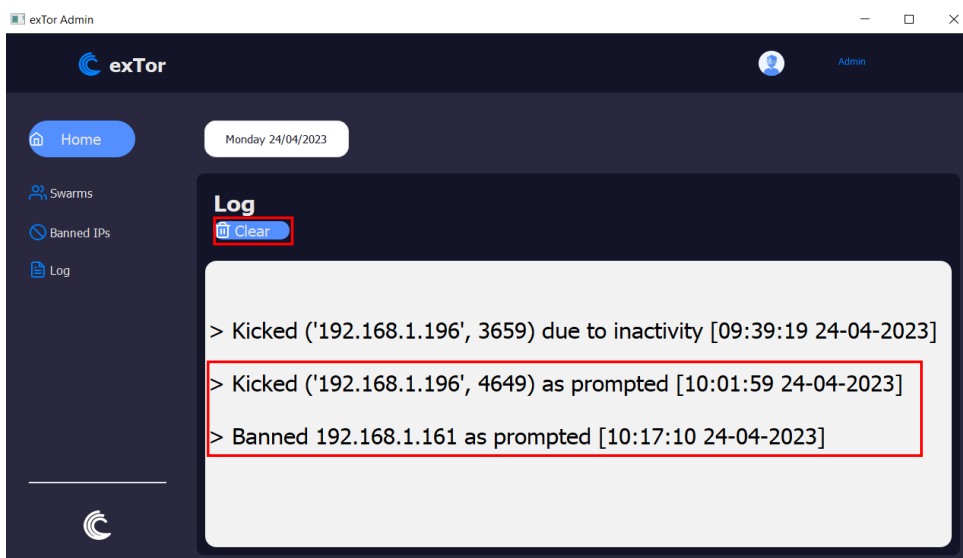 exTor Admin
exTor
Admin
Home
Monday 24/04/2023
Swarms
Banned IPs
Log
Log
Clear
> Kicked ('192.168.1.196', 3659) due to inactivity [09:39:19 24-04-2023]
> Kicked ('192.168.1.196', 4649) as prompted [10:01:59 24-04-2023]
> Banned 192.168.1.161 as prompted [10:17:10 24-04-2023]